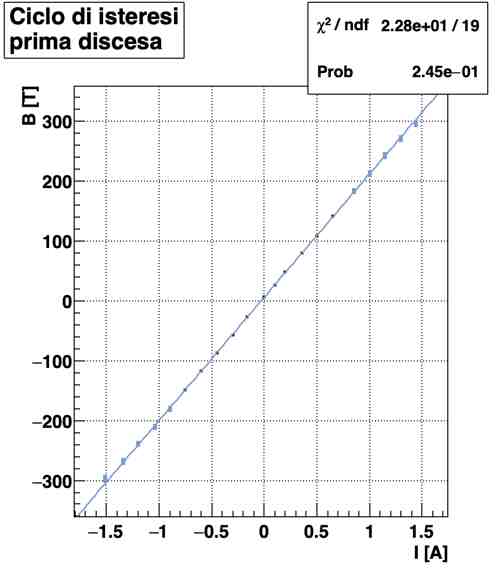 Ciclo di isteresi
prima discesa
χ² / ndf 2.28e+01 / 19
Prob 2.45e−01
B [T]
300
200
100
0
−100
−200
−300
−1.5 −1 −0.5 0 0.5 1 1.5
I [A]